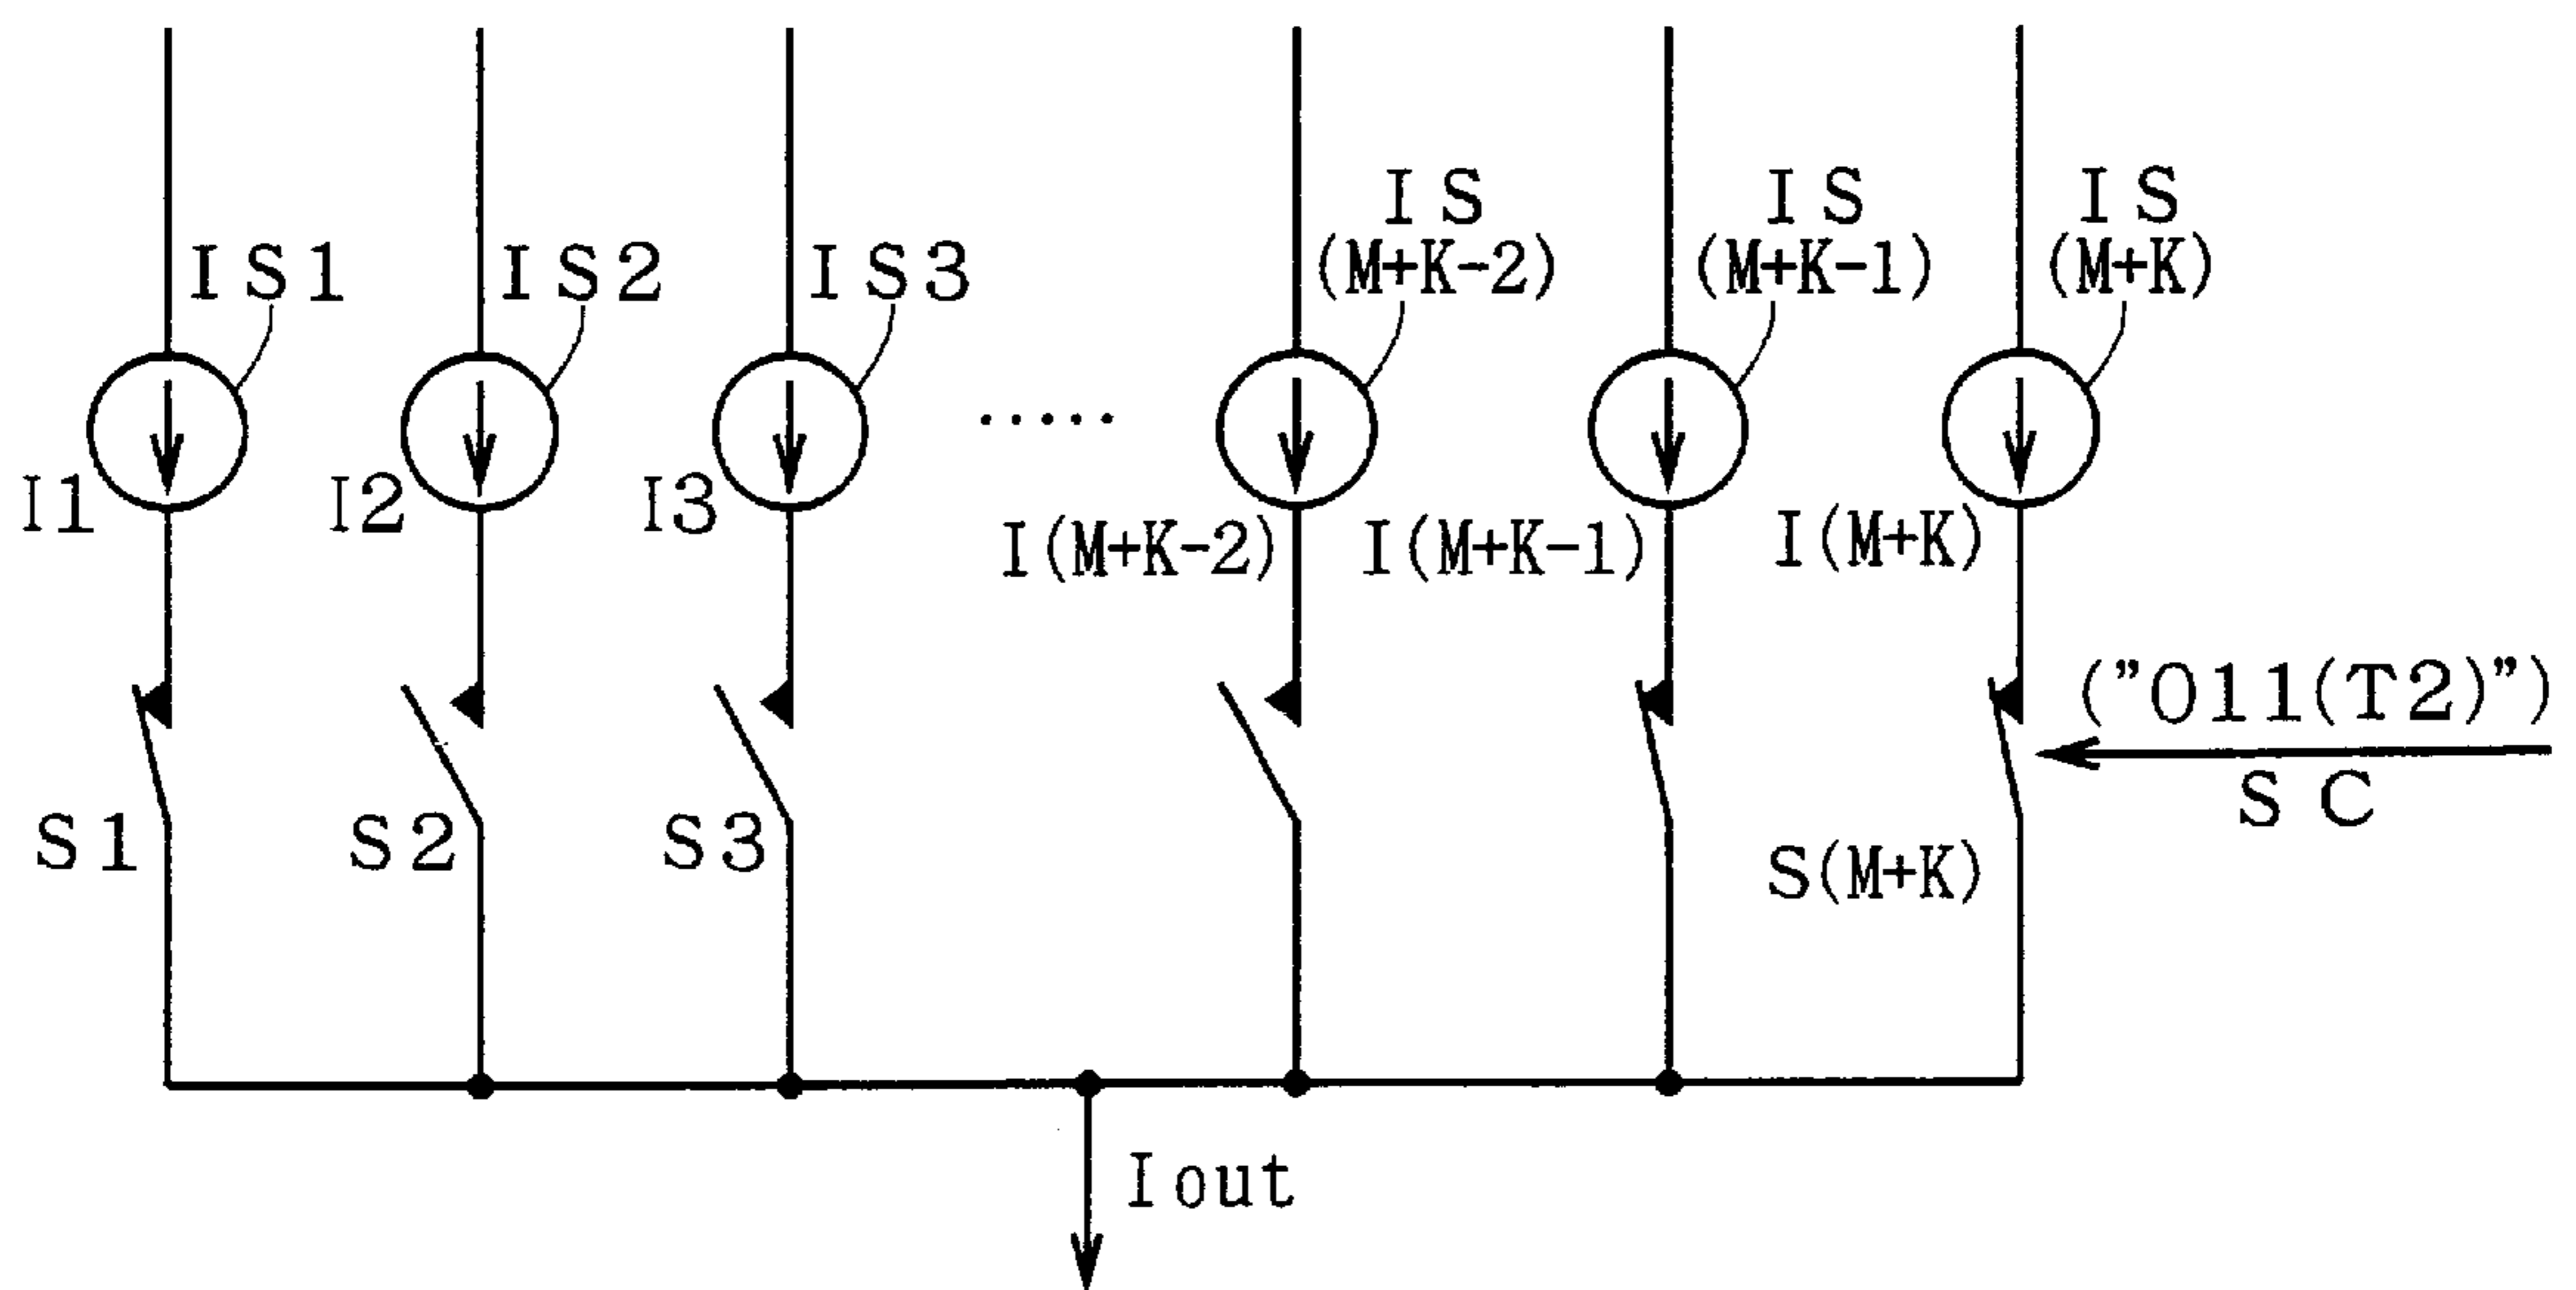 IS
IS
IS
IS1
IS2
IS3
(M+K-2)
(M+K-1)
(M+K)
I1
I2
I3
I(M+K-2)
I(M+K-1)
I(M+K)
("011(T2)")
SC
S1
S2
S3
S(M+K)
Iout